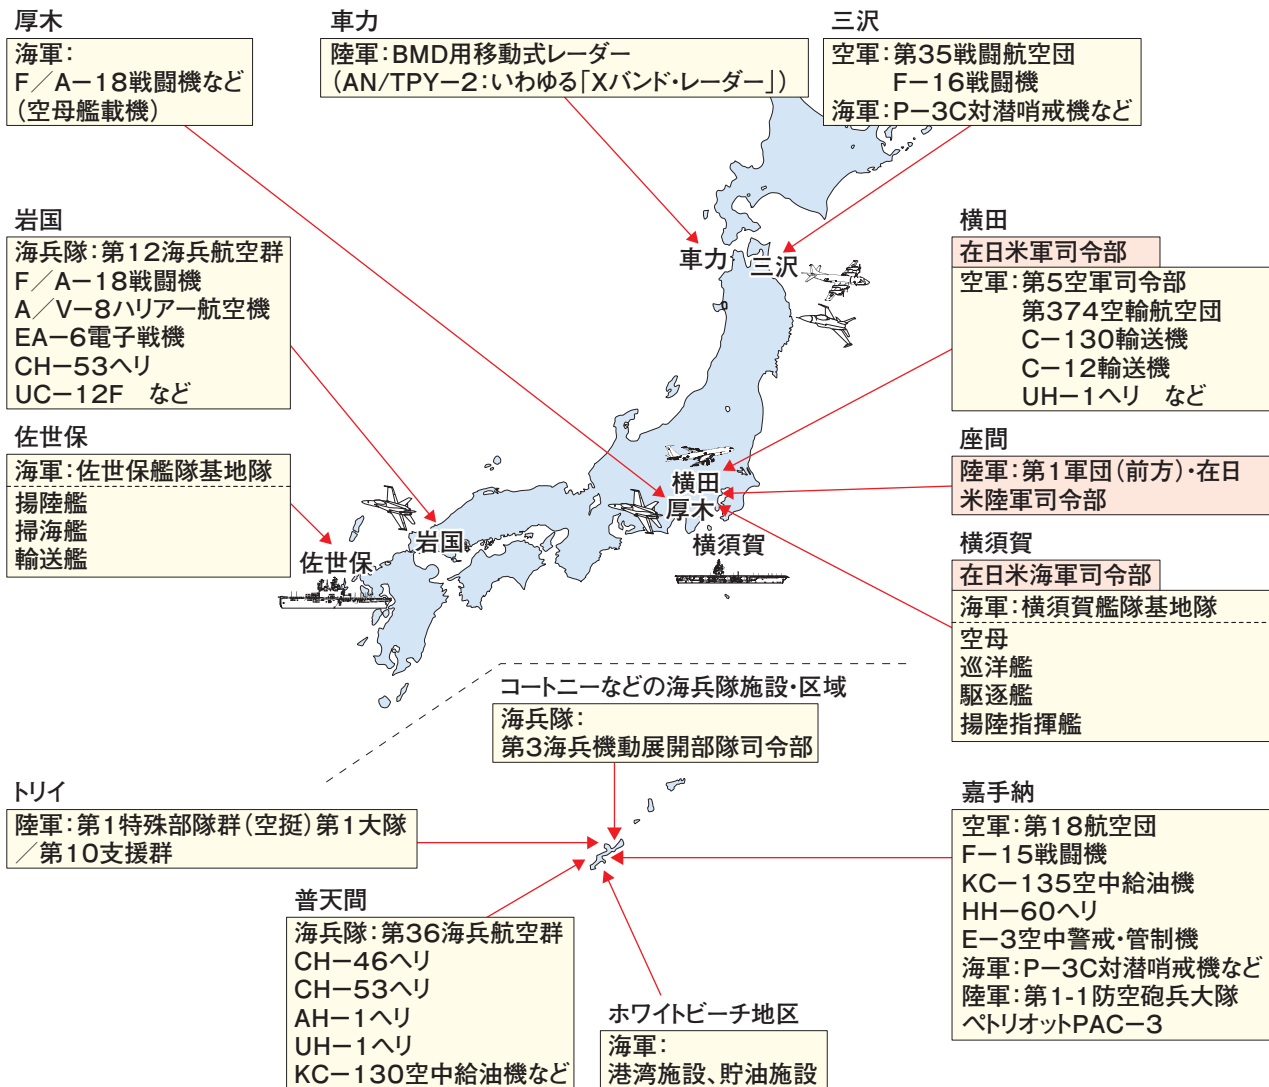 厚木
海軍：
F／A－18戦闘機など
（空母艦載機）
車力
陸軍：BMD用移動式レーダー
（AN/TPY－2：いわゆる「Xバンド・レーダー」）
三沢
空軍：第35戦闘航空団
F－16戦闘機
海軍：P－3C対潜哨戒機など
岩国
海兵隊：第12海兵航空群
F／A－18戦闘機
A／V－8ハリアー航空機
EA－6電子戦機
CH－53ヘリ
UC－12F　など
横田
在日米軍司令部
空軍：第5空軍司令部
第374空輸航空団
C－130輸送機
C－12輸送機
UH－1ヘリ　など
車力
三沢
佐世保
海軍：佐世保艦隊基地隊
揚陸艦
掃海艦
輸送艦
座間
陸軍：第1軍団（前方）・在日
米陸軍司令部
横田
厚木
横須賀
岩国
佐世保
横須賀
在日米海軍司令部
海軍：横須賀艦隊基地隊
空母
巡洋艦
駆逐艦
揚陸指揮艦
コートニーなどの海兵隊施設・区域
海兵隊：
第3海兵機動展開部隊司令部
トリイ
陸軍：第1特殊部隊群（空挺）第1大隊
／第10支援群
嘉手納
空軍：第18航空団
F－15戦闘機
KC－135空中給油機
HH－60ヘリ
E－3空中警戒・管制機
海軍：P－3C対潜哨戒機など
陸軍：第1-1防空砲兵大隊
ペトリオットPAC－3
普天間
海兵隊：第36海兵航空群
CH－46ヘリ
CH－53ヘリ
AH－1ヘリ
UH－1ヘリ
KC－130空中給油機など
ホワイトビーチ地区
海軍：
港湾施設、貯油施設